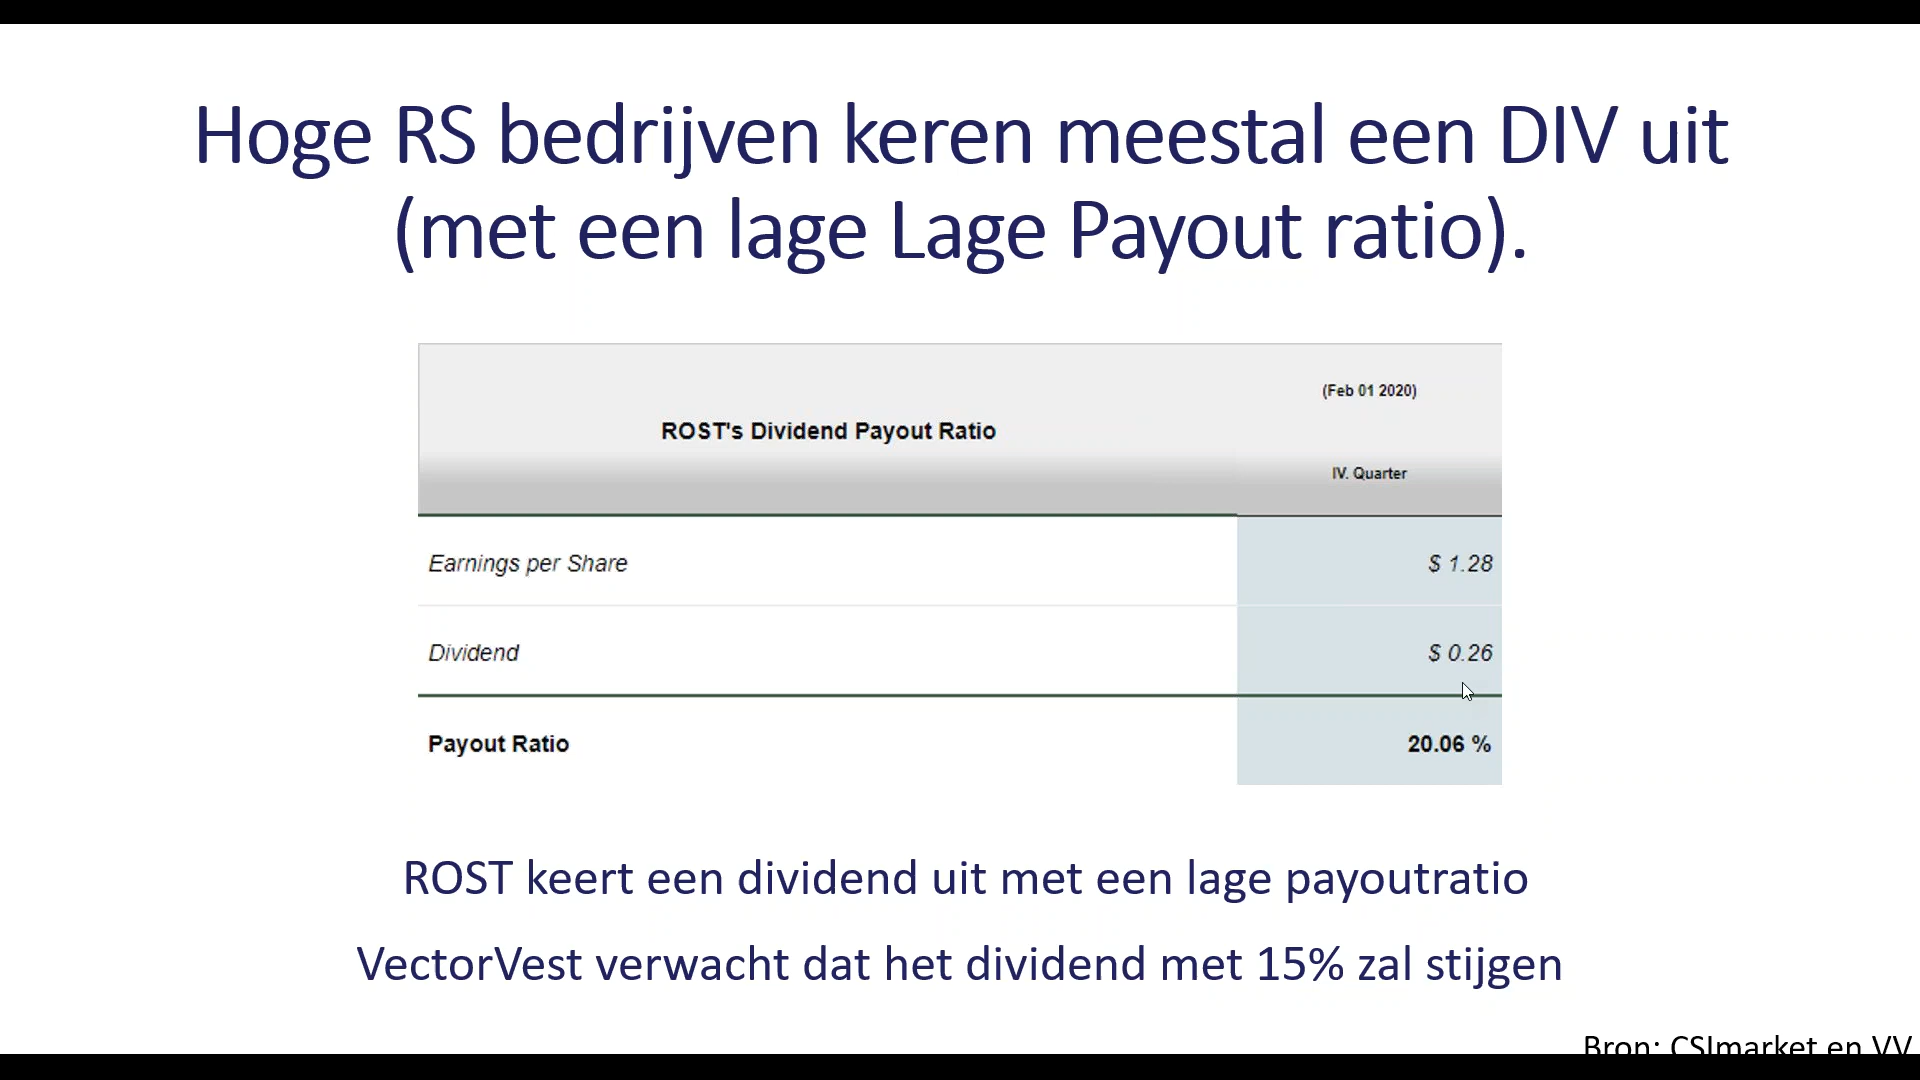 Hoge RS bedrijven keren meestal een DIV uit
(met een lage Lage Payout ratio).
(Feb 01 2020)
ROST's Dividend Payout Ratio
IV. Quarter
Earnings per Share $ 1.28
Dividend $ 0.26
Payout Ratio 20.06 %
ROST keert een dividend uit met een lage payoutratio
VectorVest verwacht dat het dividend met 15% zal stijgen
Bron: CSImarket en VV